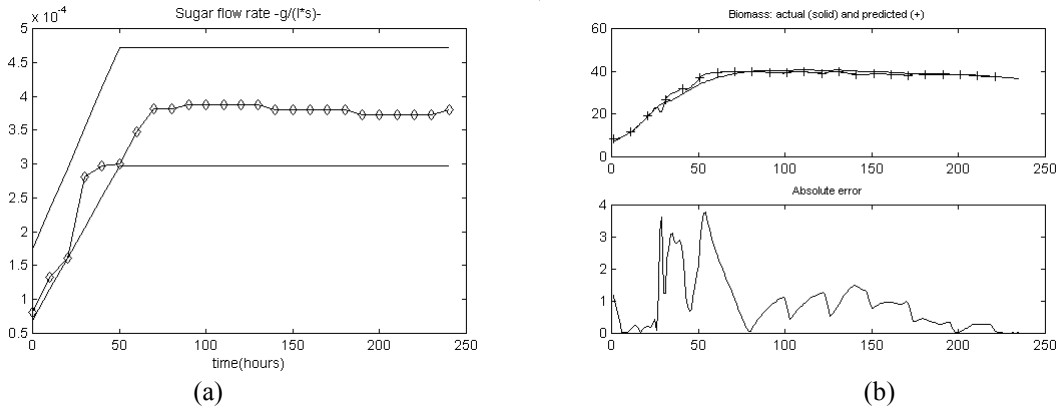 Sugar flow rate -g/(l*s)-
x 10-4
5
4.5
4
3.5
3
2.5
2
1.5
1
0.5
0 50 100 150 200 250
time(hours)
(a)
Biomass: actual (solid) and predicted (+)
60
40
20
0
0 50 100 150 200 250
Absolute error
4
3
2
1
0
0 50 100 150 200 250
(b)